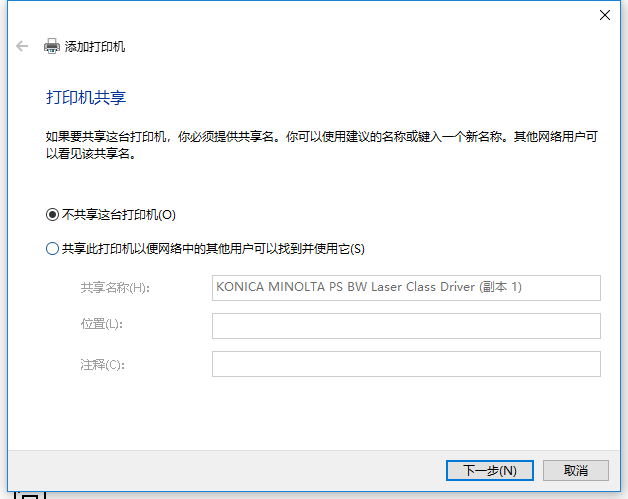 添加打印机
打印机共享
如果要共享这台打印机，你必须提供共享名。你可以使用建议的名称或键入一个新名称。其他网络用户可
以看见该共享名。
不共享这台打印机(O)
共享此打印机以便网络中的其他用户可以找到并使用它(S)
共享名称(H): KONICA MINOLTA PS BW Laser Class Driver (副本 1)
位置(L):
注释(C):
下一步(N) 取消